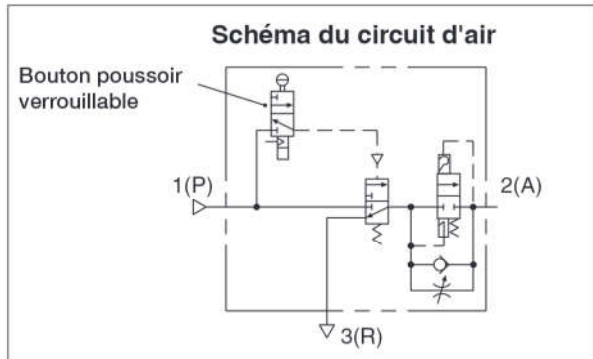 Schéma du circuit d'air
Bouton poussoir
verrouillable
1(P)
2(A)
3(R)